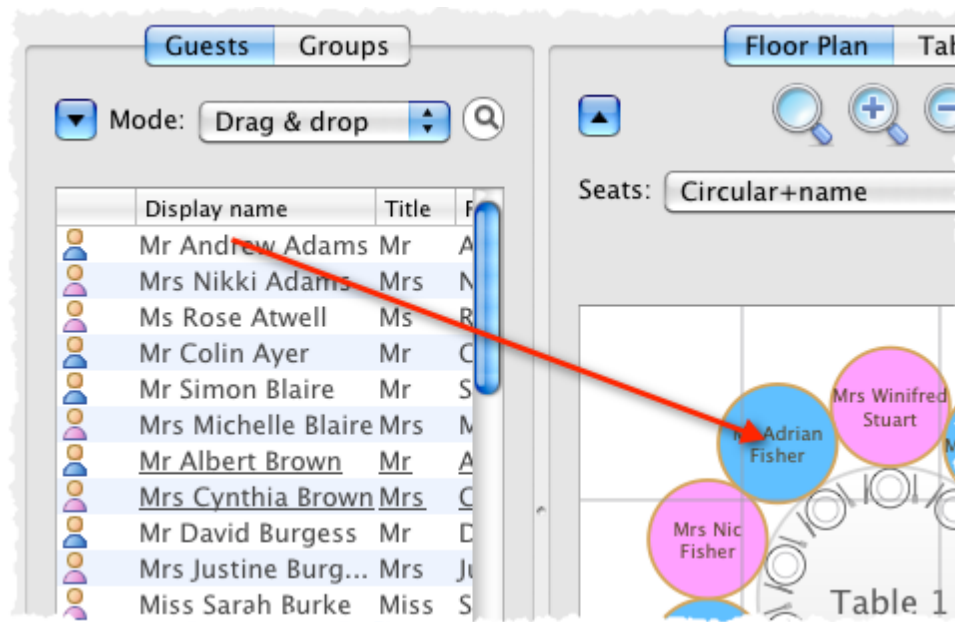 Guests Groups
Mode: Drag & drop
Display name Title
Mr Andrew Adams Mr A
Mrs Nikki Adams Mrs N
Ms Rose Atwell Ms R
Mr Colin Ayer Mr C
Mr Simon Blaire Mr S
Mrs Michelle Blaire Mrs M
Mr Albert Brown Mr A
Mrs Cynthia Brown Mrs C
Mr David Burgess Mr D
Mrs Justine Burg... Mrs Ju
Miss Sarah Burke Miss S
Floor Plan Tab
Seats: Circular+name
Mrs Winifred
Stuart
Adrian
Fisher
Mrs Nic
Fisher
Table 1